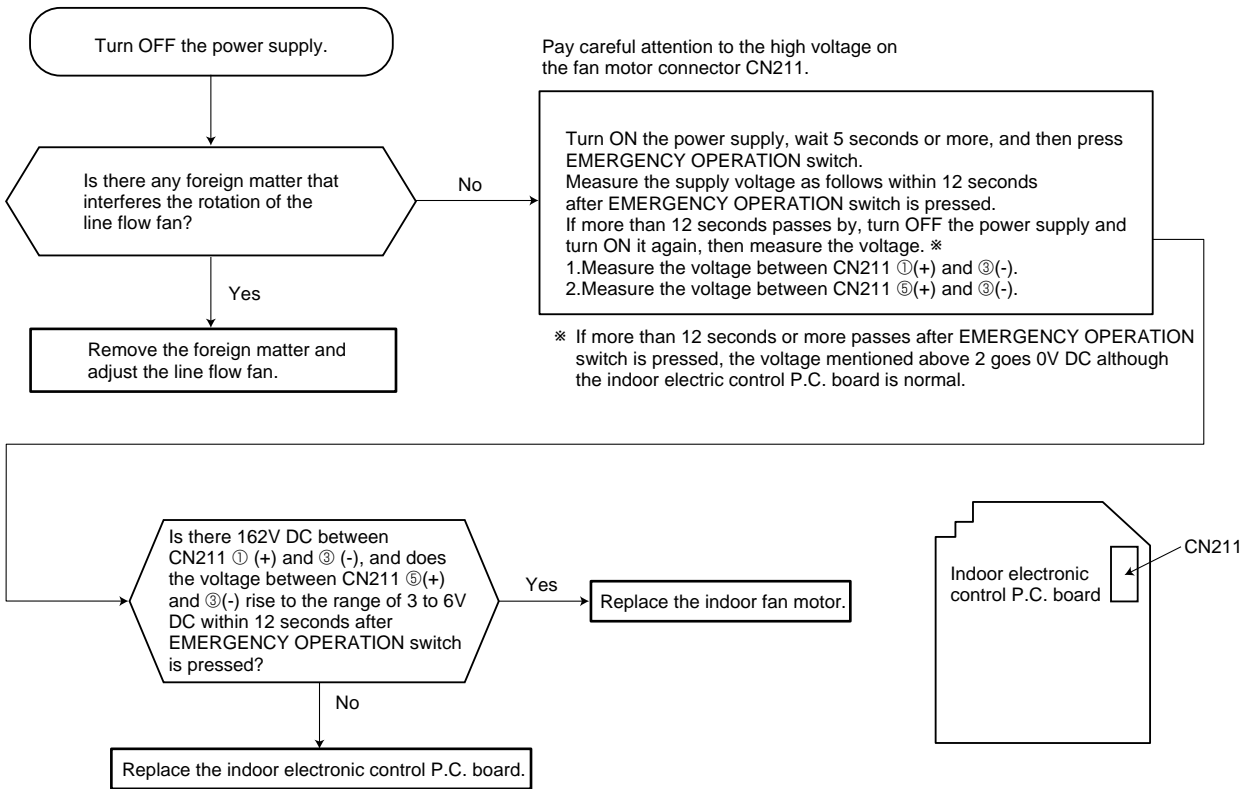 Turn OFF the power supply.
Pay careful attention to the high voltage on
the fan motor connector CN211.
Is there any foreign matter that
interferes the rotation of the
line flow fan?
No
Turn ON the power supply, wait 5 seconds or more, and then press
EMERGENCY OPERATION switch.
Measure the supply voltage as follows within 12 seconds
after EMERGENCY OPERATION switch is pressed.
If more than 12 seconds passes by, turn OFF the power supply and
turn ON it again, then measure the voltage. ※
1.Measure the voltage between CN211 ①(+) and ③(-).
2.Measure the voltage between CN211 ⑤(+) and ③(-).
Yes
Remove the foreign matter and
adjust the line flow fan.
※ If more than 12 seconds or more passes after EMERGENCY OPERATION
switch is pressed, the voltage mentioned above 2 goes 0V DC although
the indoor electric control P.C. board is normal.
Is there 162V DC between
CN211 ① (+) and ③ (-), and does
the voltage between CN211 ⑤(+)
and ③(-) rise to the range of 3 to 6V
DC within 12 seconds after
EMERGENCY OPERATION switch
is pressed?
Yes
Replace the indoor fan motor.
No
Replace the indoor electronic control P.C. board.
CN211
Indoor electronic
control P.C. board